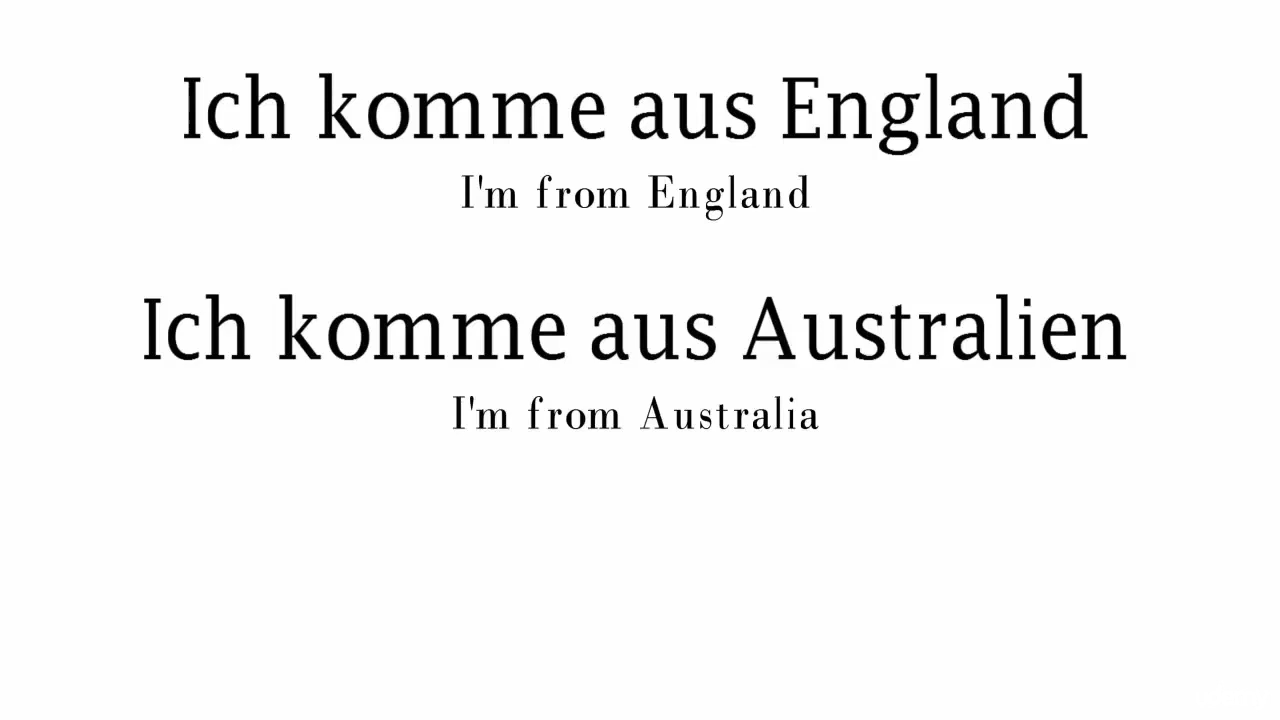 Ich komme aus England
I'm from England
Ich komme aus Australien
I'm from Australia